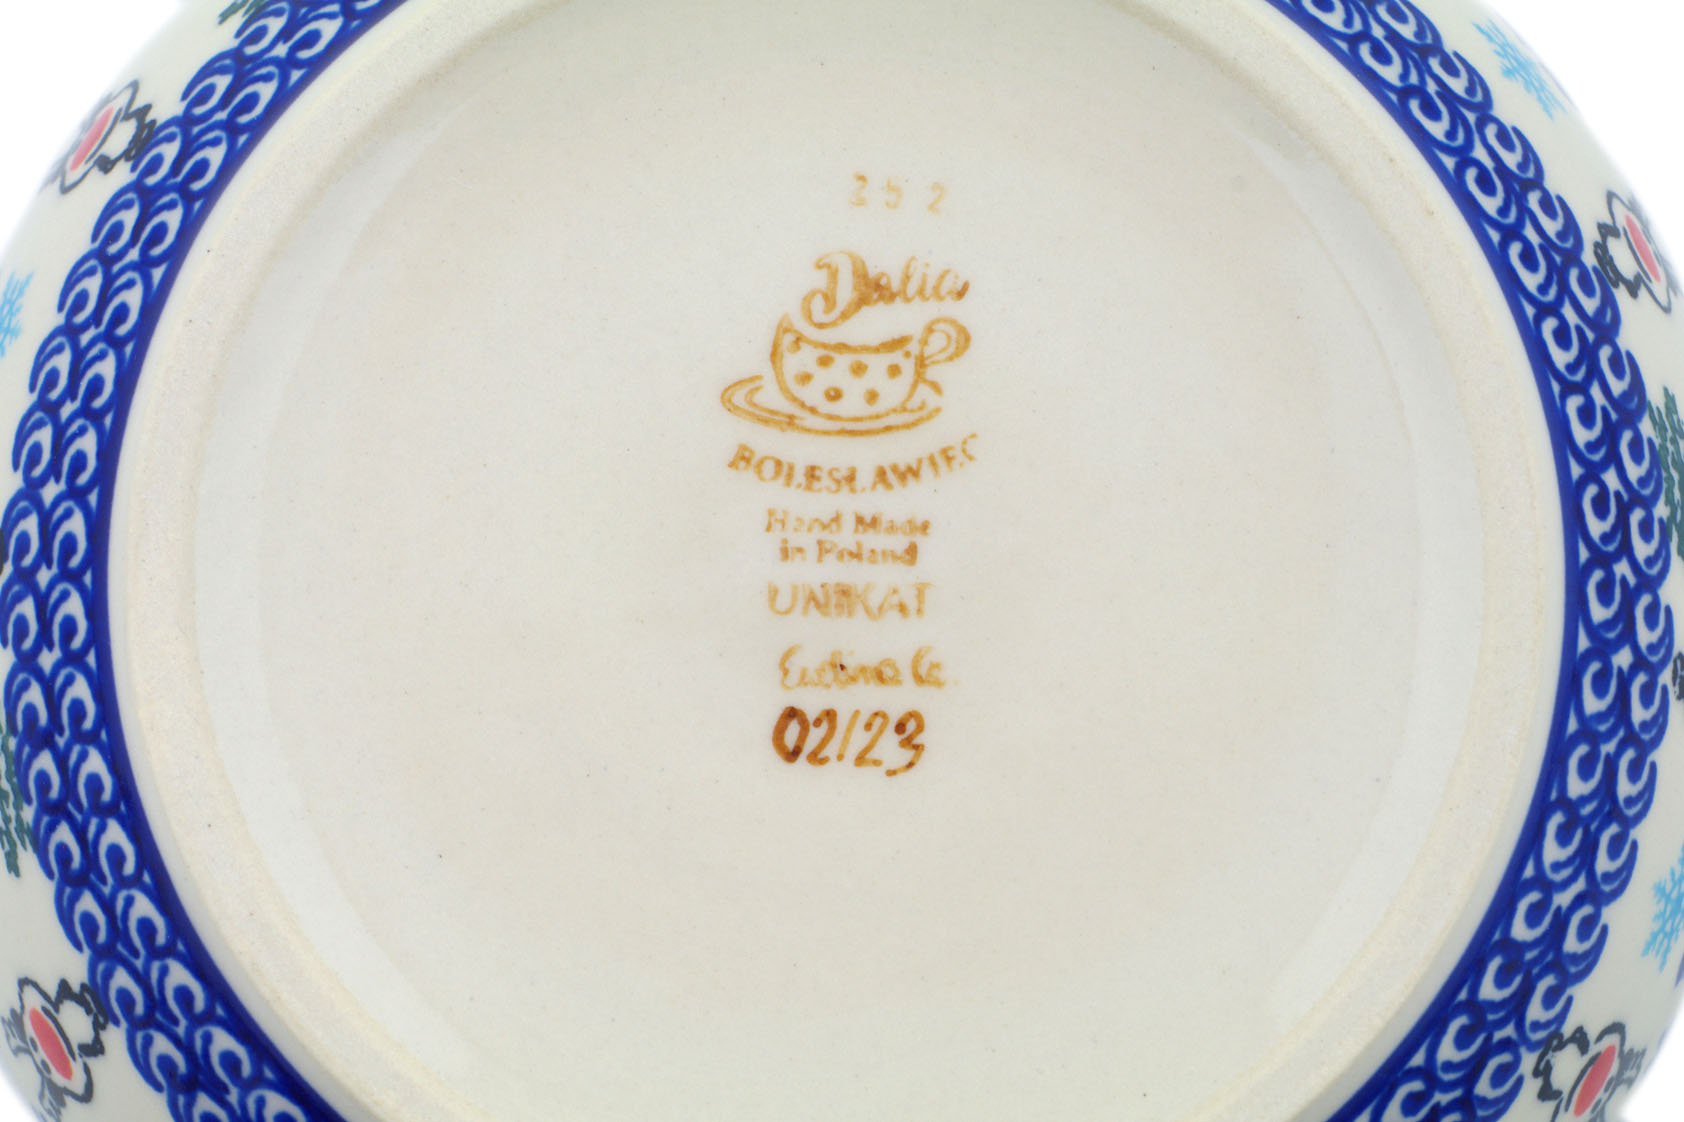 252
Dalia
BOLESŁAWIEC
Hand Made
in Poland
UNIKAT
02/23